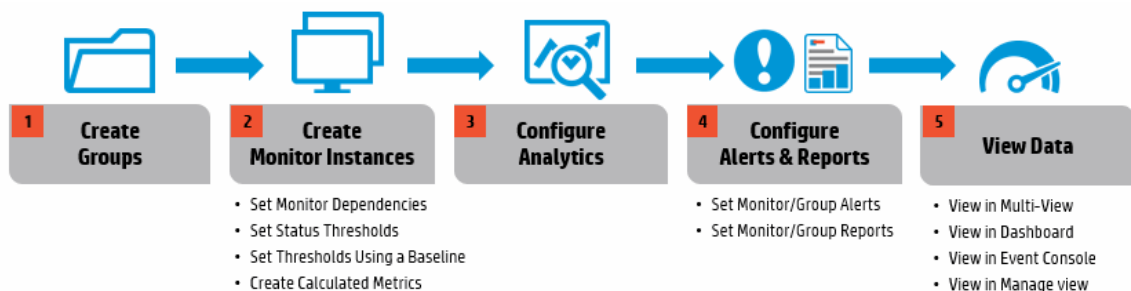 1
Create
Groups
2
Create
Monitor Instances
• Set Monitor Dependencies
• Set Status Thresholds
• Set Thresholds Using a Baseline
• Create Calculated Metrics
3
Configure
Analytics
4
Configure
Alerts & Reports
• Set Monitor/Group Alerts
• Set Monitor/Group Reports
5
View Data
• View in Multi-View
• View in Dashboard
• View in Event Console
• View in Manage view